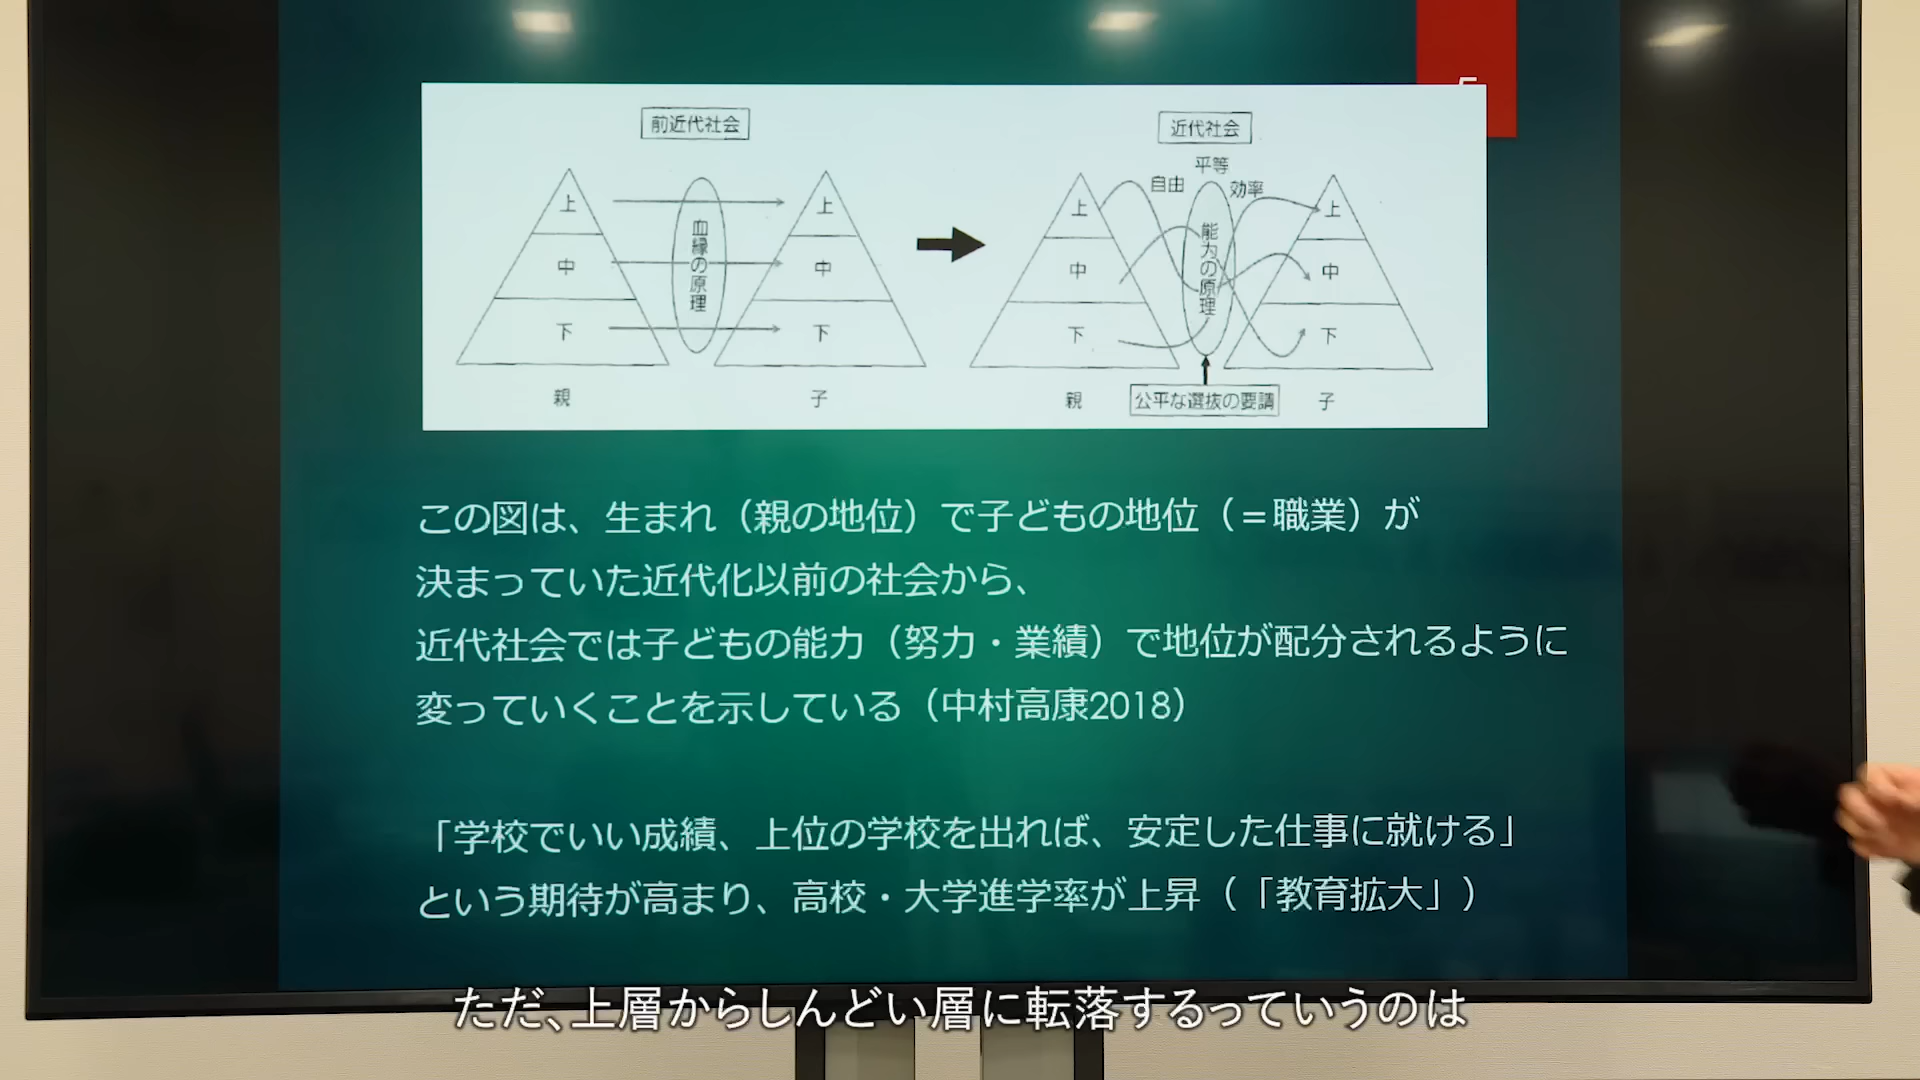 5
前近代社会
上
中
下
親
血縁の原理
上
中
下
子
近代社会
平等
自由
効率
上
中
下
親
能力の原理
公平な選抜の要請
上
中
下
子
この図は、生まれ（親の地位）で子どもの地位（＝職業）が
決まっていた近代化以前の社会から、
近代社会では子どもの能力（努力・業績）で地位が配分されるように
変っていくことを示している（中村高康2018）
「学校でいい成績、上位の学校を出れば、安定した仕事に就ける」
という期待が高まり、高校・大学進学率が上昇（「教育拡大」）
ただ、上層からしんどい層に転落するっていうのは